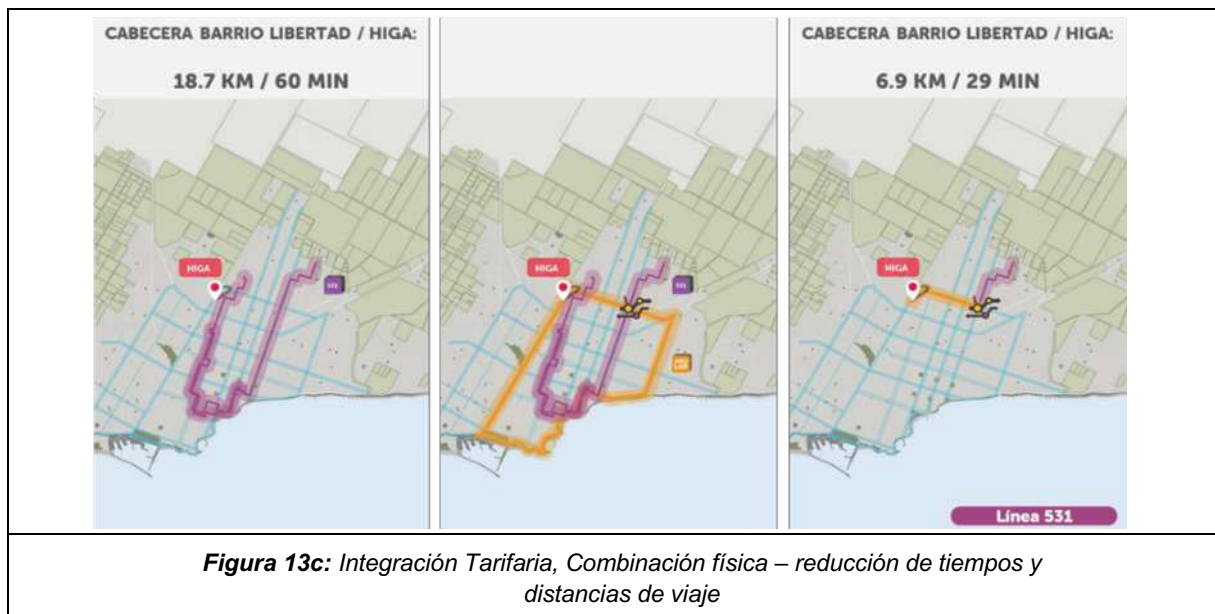 CABECERA BARRIO LIBERTAD / HIGA:
18.7 KM / 60 MIN
HIGA
HIGA
CABECERA BARRIO LIBERTAD / HIGA:
6.9 KM / 29 MIN
HIGA
Línea 531
Figura 13c: Integración Tarifaria, Combinación física – reducción de tiempos y
distancias de viaje